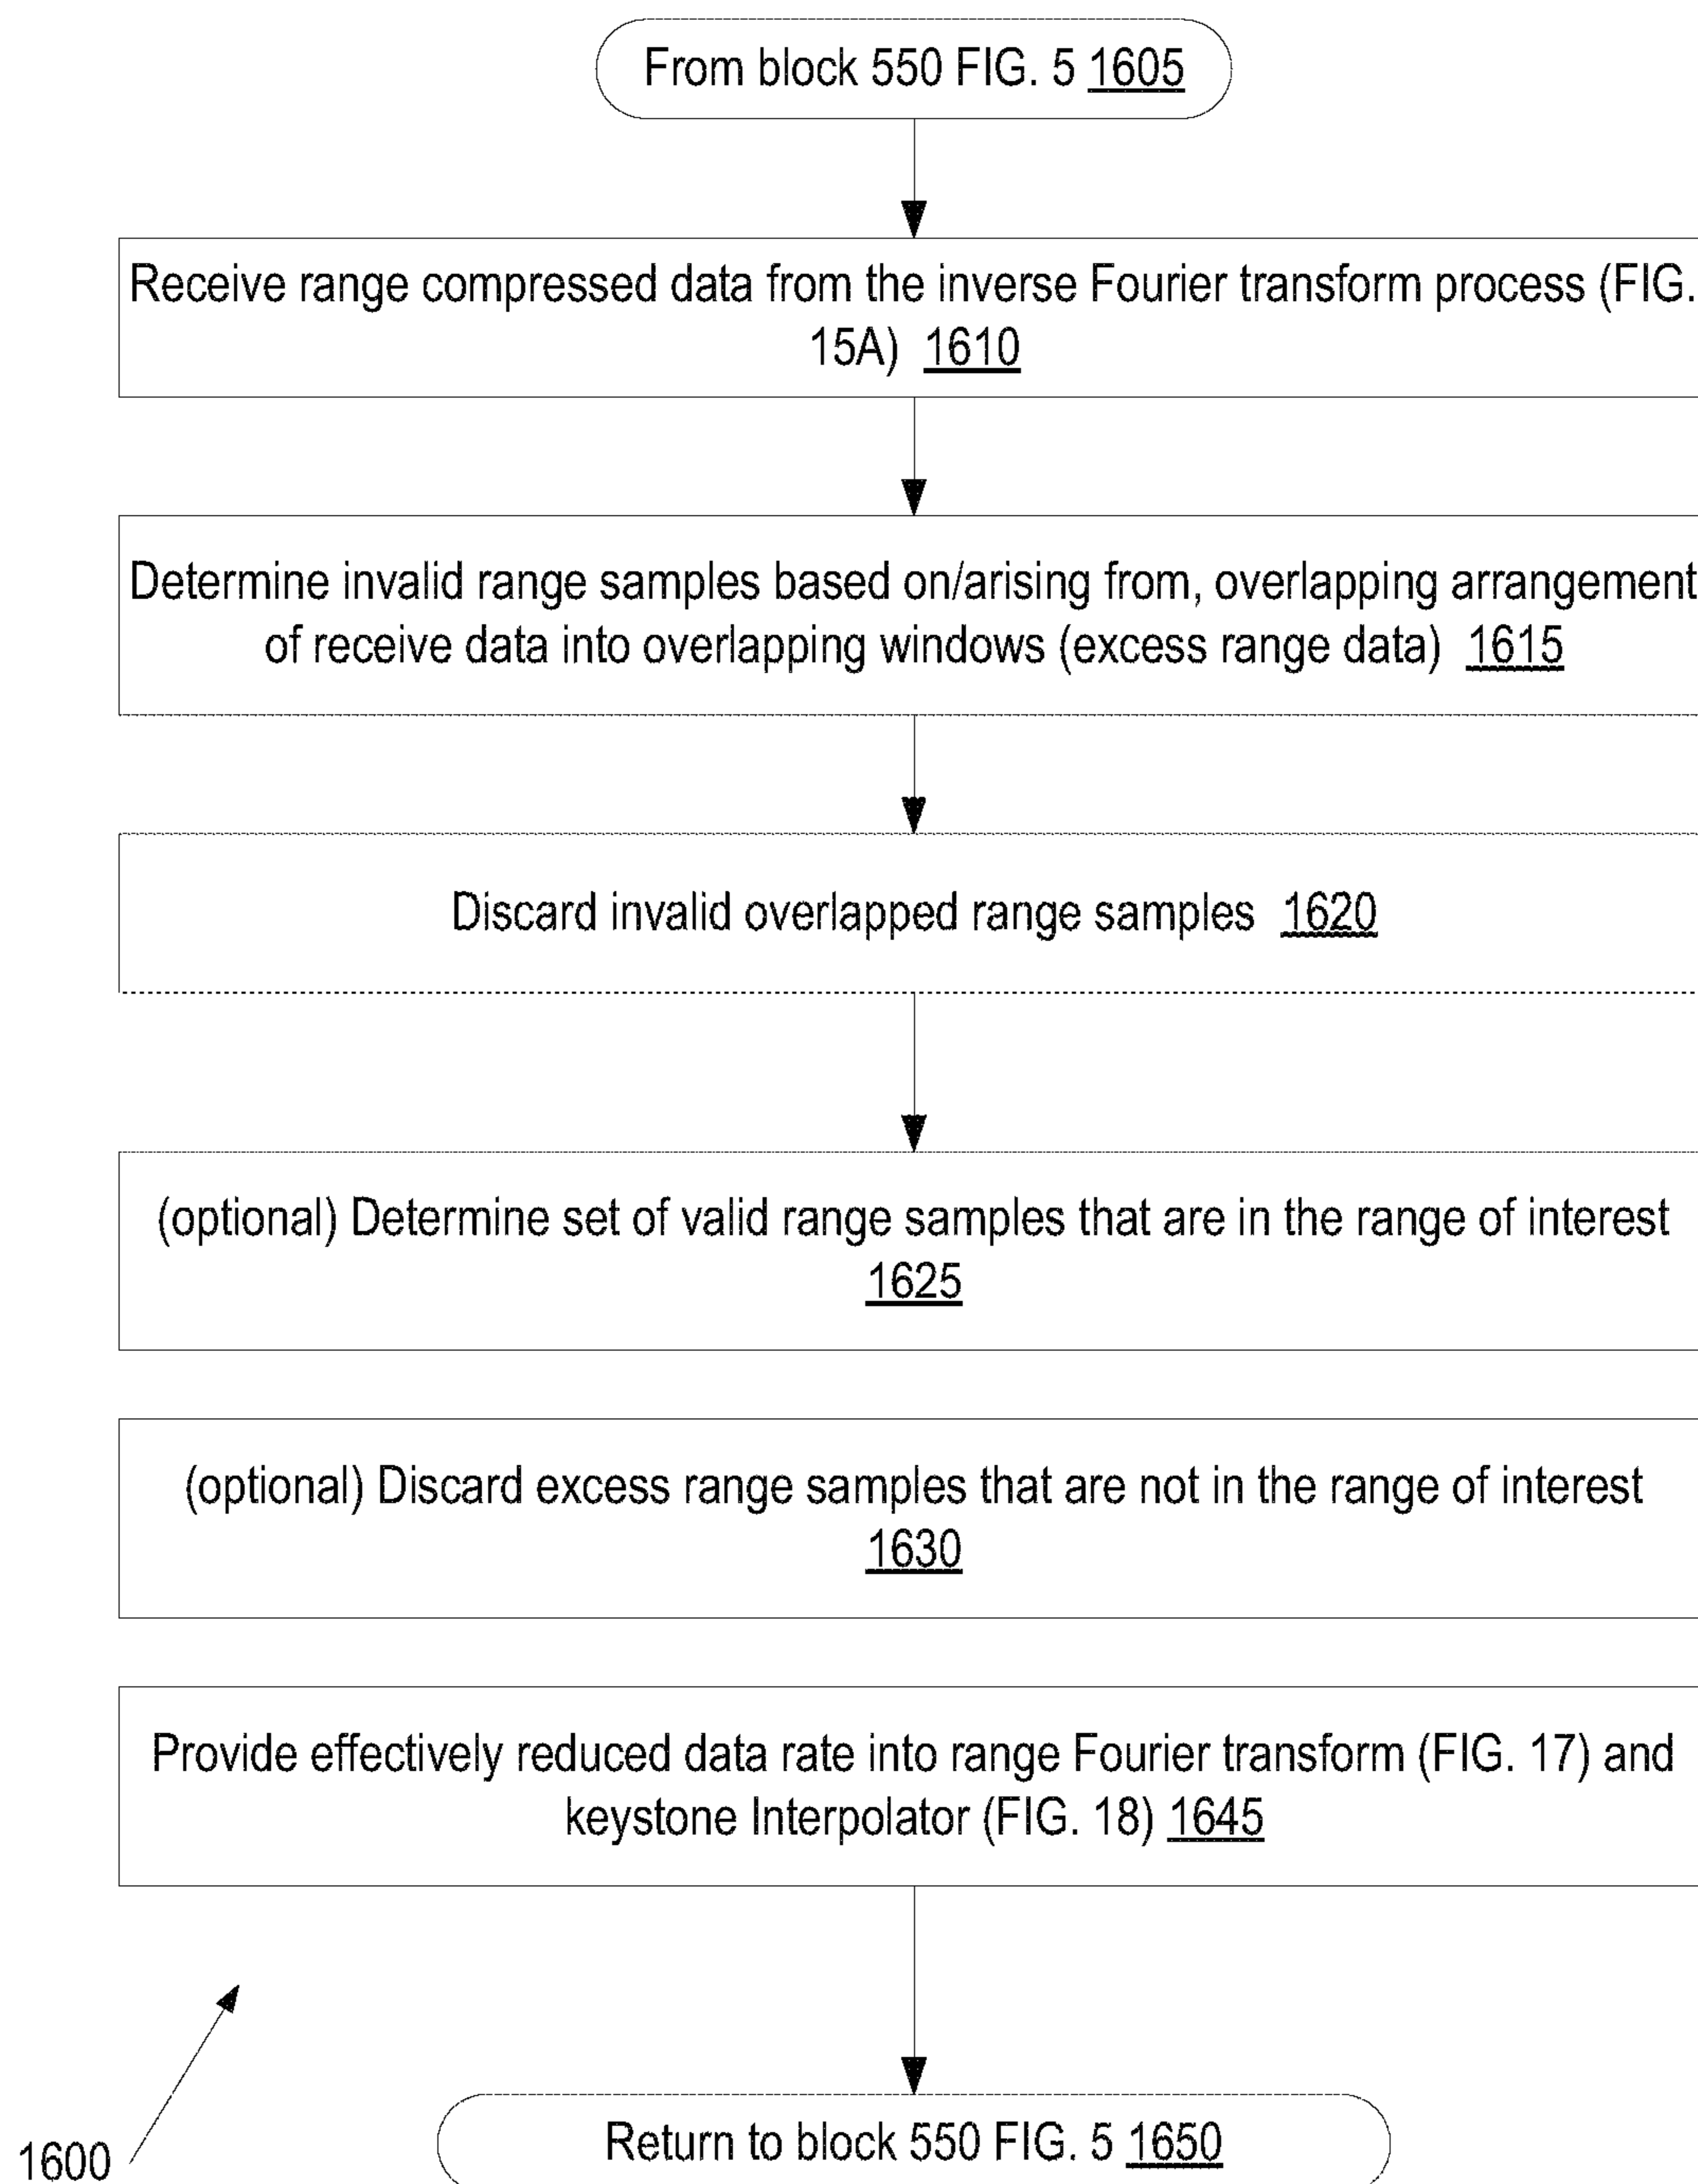 From block 550 FIG. 5 1605
Receive range compressed data from the inverse Fourier transform process (FIG.
15A) 1610
Determine invalid range samples based on/arising from, overlapping arrangement
of receive data into overlapping windows (excess range data) 1615
Discard invalid overlapped range samples 1620
(optional) Determine set of valid range samples that are in the range of interest
1625
(optional) Discard excess range samples that are not in the range of interest
1630
Provide effectively reduced data rate into range Fourier transform (FIG. 17) and
keystone Interpolator (FIG. 18) 1645
Return to block 550 FIG. 5 1650
1600